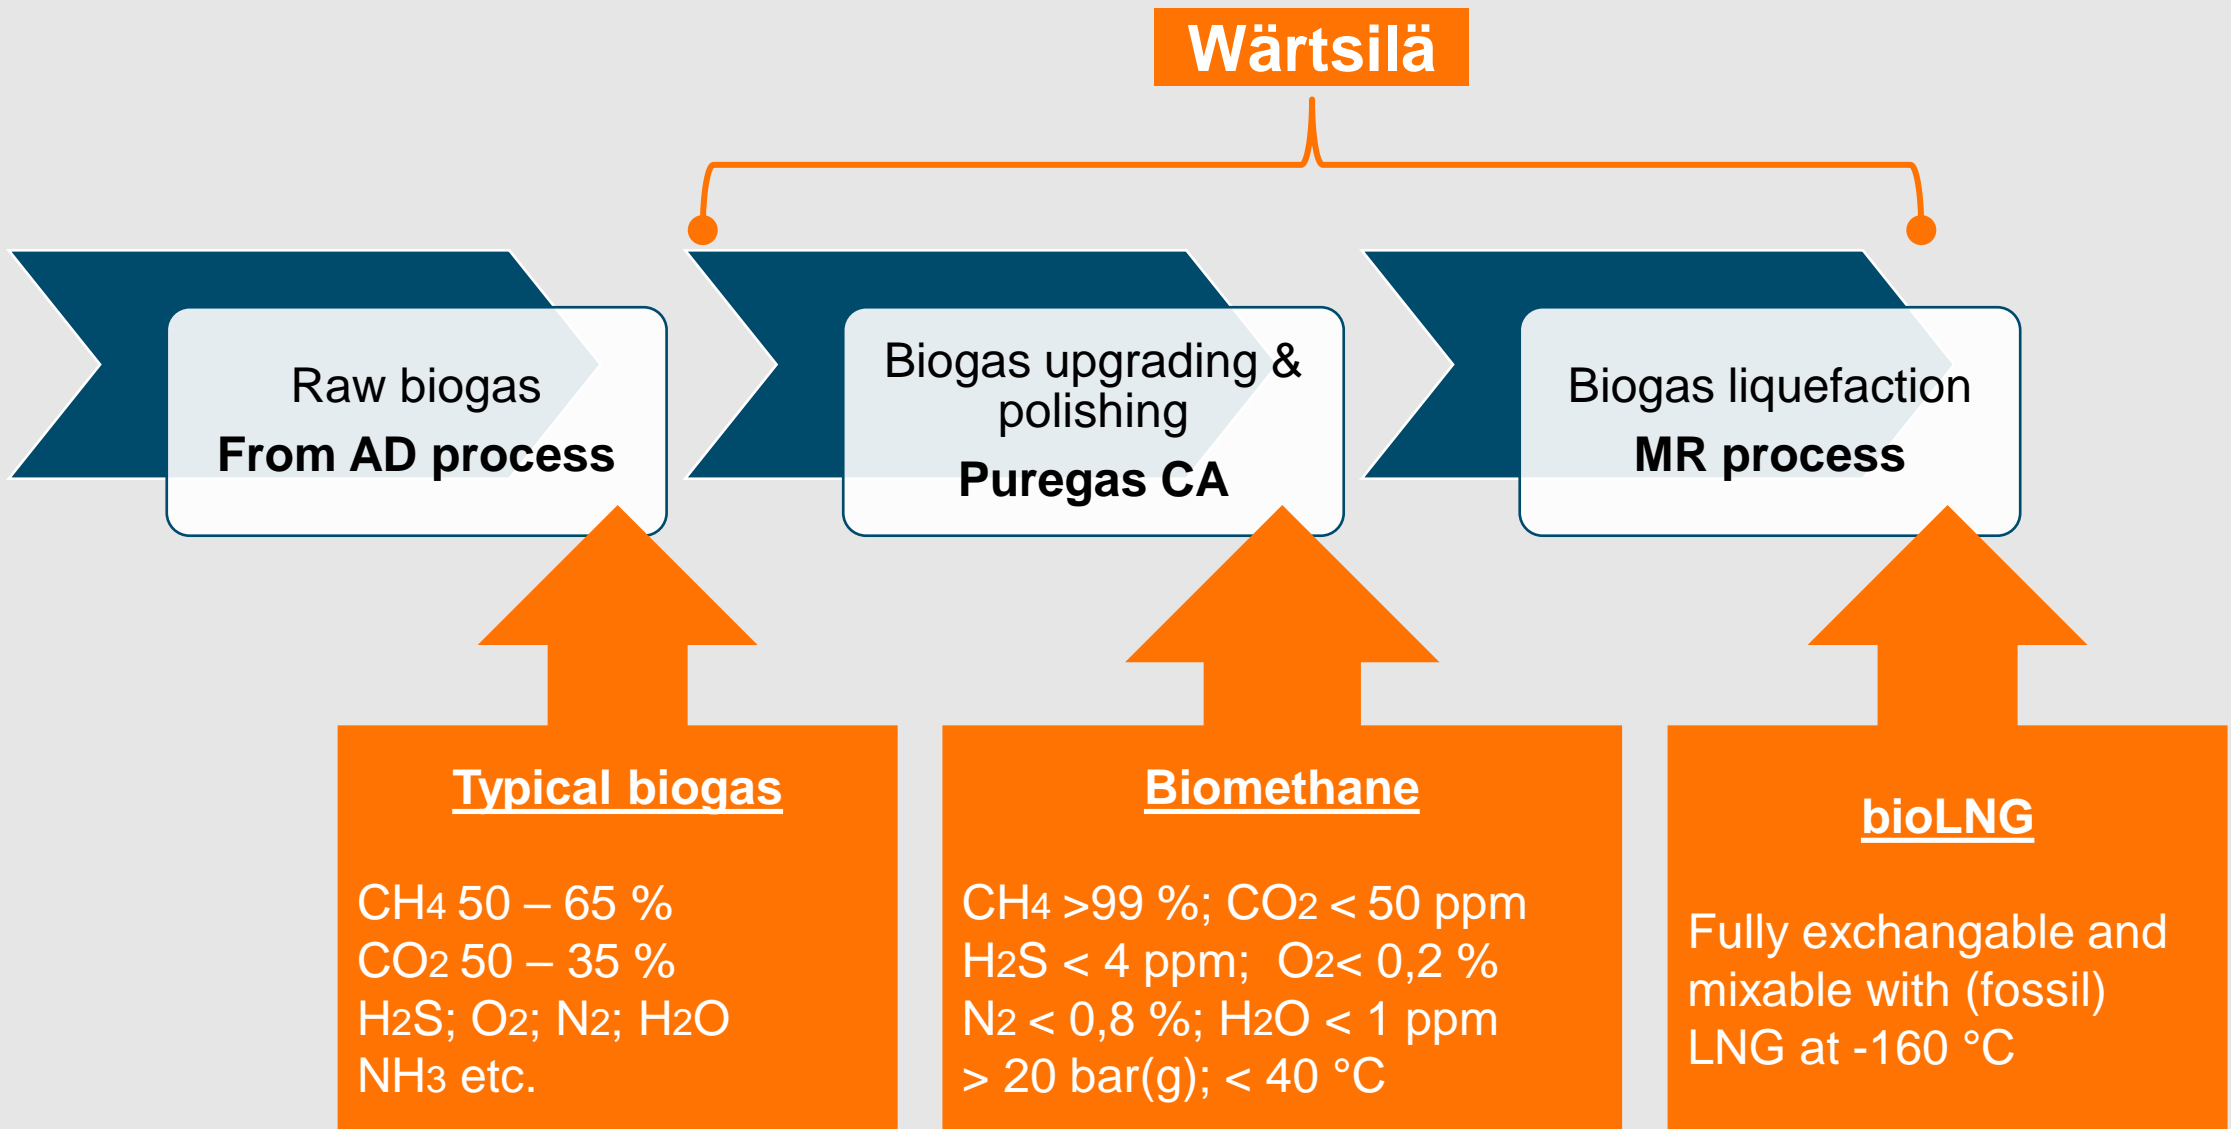 Wärtsilä
Raw biogas
From AD process
Biogas upgrading &
polishing
Puregas CA
Biogas liquefaction
MR process
Typical biogas
CH4 50 – 65 %
CO2 50 – 35 %
H2S; O2; N2; H2O
NH3 etc.
Biomethane
CH4 >99 %; CO2 < 50 ppm
H2S < 4 ppm; O2< 0,2 %
N2 < 0,8 %; H2O < 1 ppm
> 20 bar(g); < 40 °C
bioLNG
Fully exchangable and
mixable with (fossil)
LNG at -160 °C